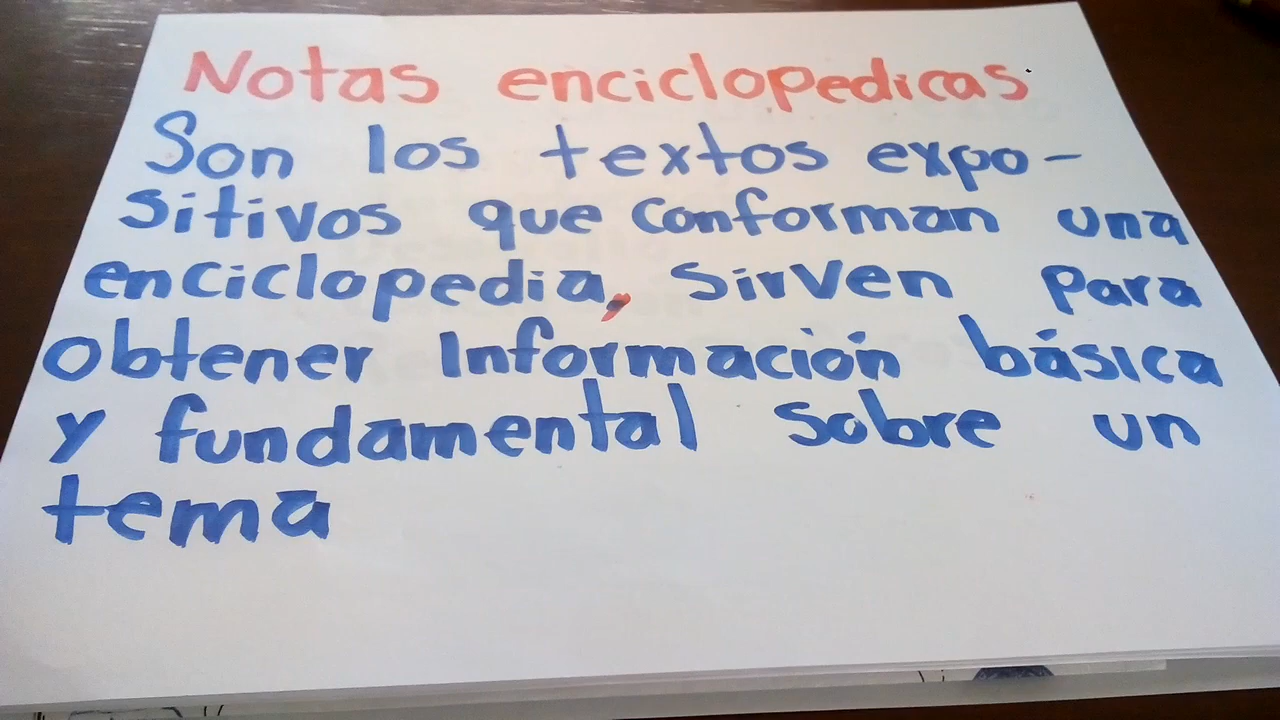 Notas enciclopedicas.
Son los textos expo-
sitivos que conforman una
enciclopedia, sirven para
obtener Información básica
y fundamental sobre un
tema